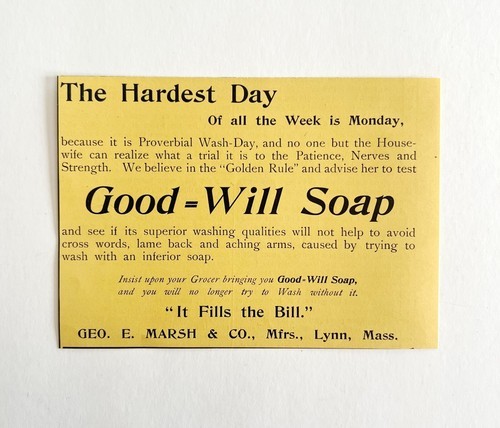 The Hardest Day
Of all the Week is Monday,
because it is Proverbial Wash-Day, and no one but the House-
wife can realize what a trial it is to the Patience, Nerves and
Strength. We believe in the "Golden Rule" and advise her to test
Good=Will Soap
and see if its superior washing qualities will not help to avoid
cross words, lame back and aching arms, caused by trying to
wash with an inferior soap.
Insist upon your Grocer bringing you Good-Will Soap,
and you will no longer try to Wash without it.
"It Fills the Bill."
GEO. E. MARSH & CO., Mfrs., Lynn, Mass.